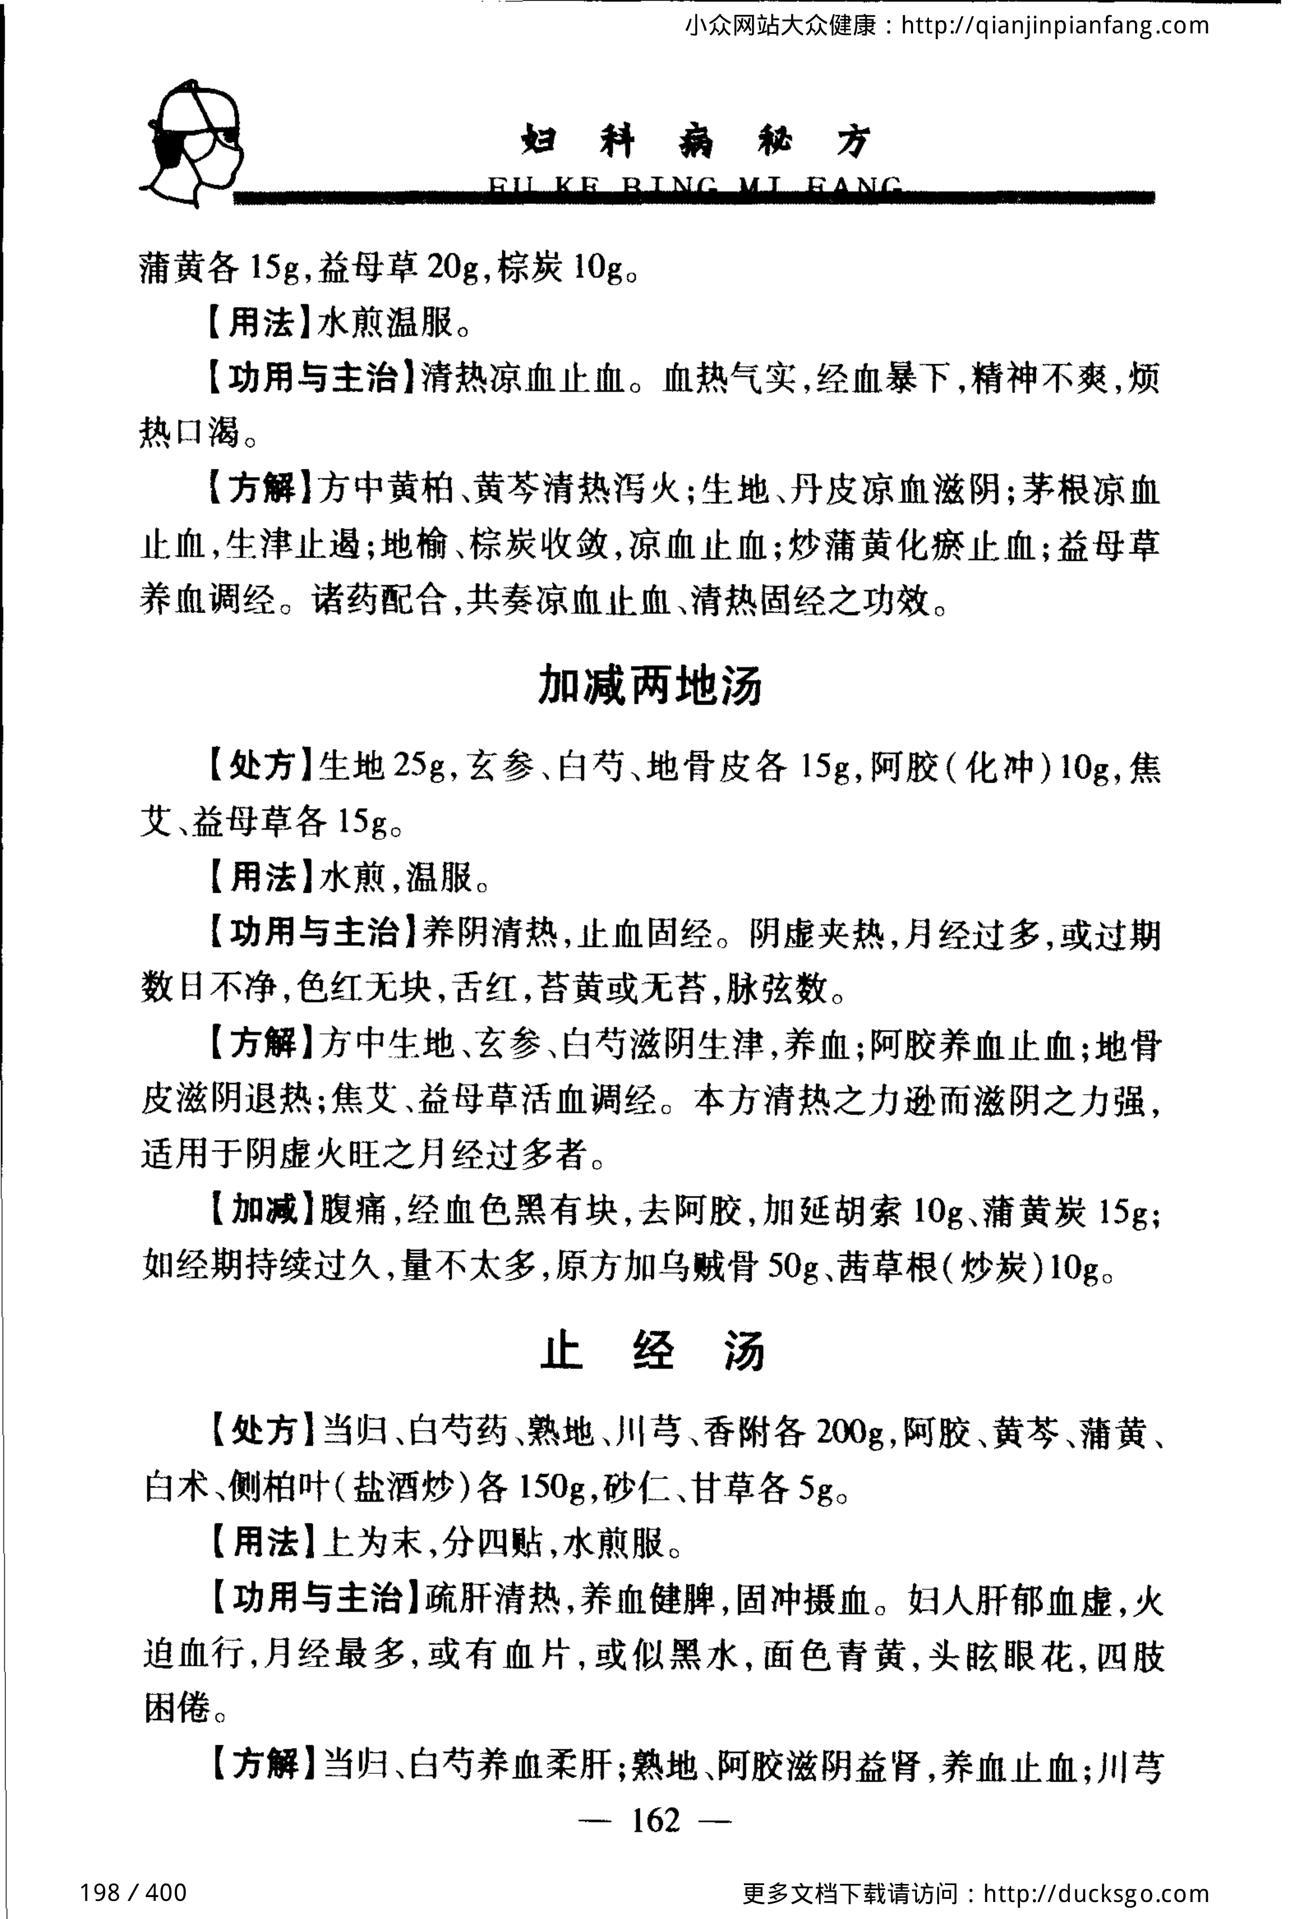 小众网站大众健康：http://qianjinpianfang.com
妇科病秘方
FU KE BING MI FANG
蒲黄各 15g,益母草 20g,棕炭 10g。
【用法】水煎温服。
【功用与主治】清热凉血止血。血热气实,经血暴下,精神不爽,烦
热口渴。
【方解】方中黄柏、黄芩清热泻火;生地、丹皮凉血滋阴;茅根凉血
止血,生津止遏;地榆、棕炭收敛,凉血止血;炒蒲黄化瘀止血;益母草
养血调经。诸药配合,共奏凉血止血、清热固经之功效。
加减两地汤
【处方】生地 25g,玄参、白芍、地骨皮各 15g,阿胶(化冲)10g,焦
艾、益母草各 15g。
【用法】水煎,温服。
【功用与主治】养阴清热,止血固经。阴虚夹热,月经过多,或过期
数日不净,色红无块,舌红,苔黄或无苔,脉弦数。
【方解】方中生地、玄参、白芍滋阴生津,养血;阿胶养血止血;地骨
皮滋阴退热;焦艾、益母草活血调经。本方清热之力逊而滋阴之力强,
适用于阴虚火旺之月经过多者。
【加减】腹痛,经血色黑有块,去阿胶,加延胡索 10g、蒲黄炭 15g;
如经期持续过久,量不太多,原方加乌贼骨 50g、茜草根(炒炭)10g。
止 经 汤
【处方】当归、白芍药、熟地、川芎、香附各 200g,阿胶、黄芩、蒲黄、
白术、侧柏叶(盐酒炒)各 150g,砂仁、甘草各 5g。
【用法】上为末,分四贴,水煎服。
【功用与主治】疏肝清热,养血健脾,固冲摄血。妇人肝郁血虚,火
迫血行,月经最多,或有血片,或似黑水,面色青黄,头眩眼花,四肢
困倦。
【方解】当归、白芍养血柔肝;熟地、阿胶滋阴益肾,养血止血;川芎
— 162 —
198 / 400
更多文档下载请访问：http://ducksgo.com